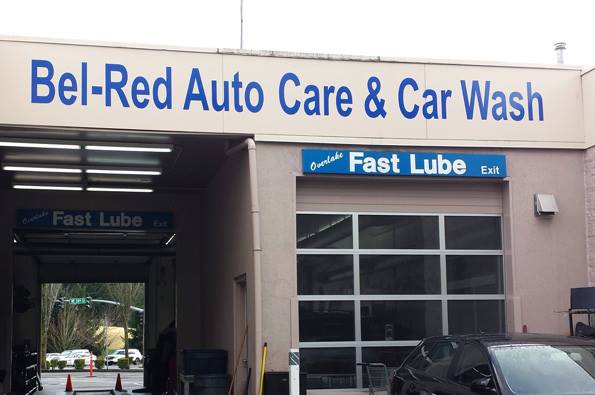 Bel-Red Auto Care & Car Wash
Overlake Fast Lube Exit
Overlake Fast Lube Exit